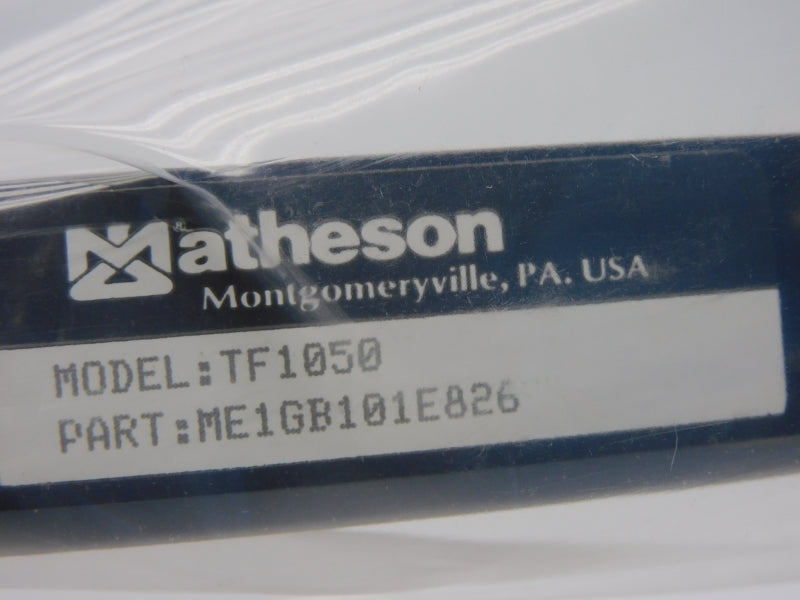 Matheson®
Montgomeryville, PA. USA
MODEL:TF1050
PART:ME1GB101E826